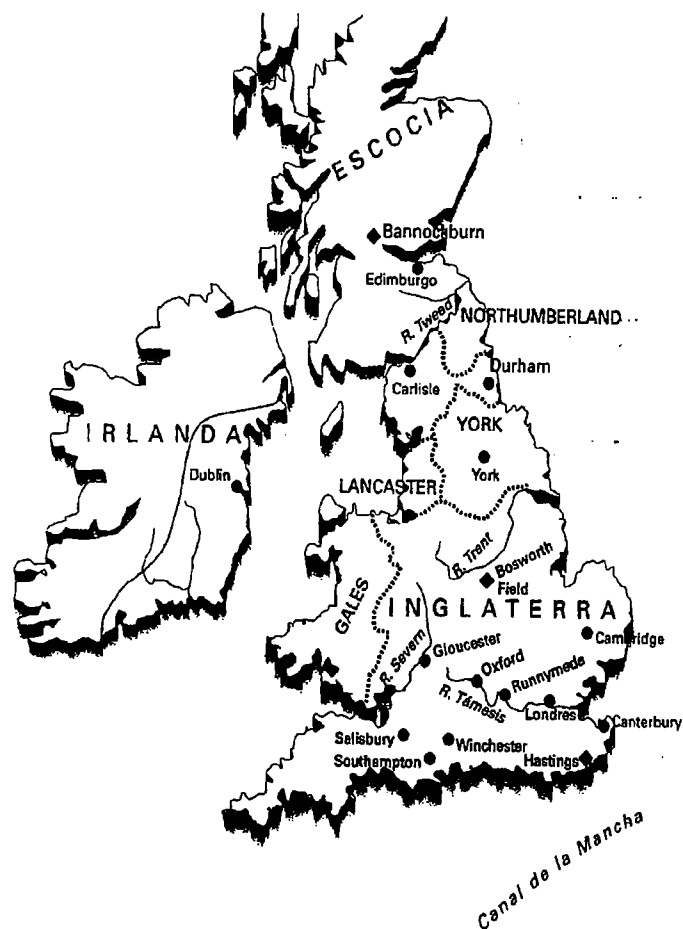 ESCOCIA
Bannockburn
Edimburgo
R. Tweed
NORTHUMBERLAND
Carlisle
Durham
IRLANDA
YORK
Dublin
LANCASTER
York
R. Trent
Bosworth
Field
GALES
INGLATERRA
Cambridge
R. Severn
Gloucester
Oxford
Runnymede
R. Támesis
Londres
Canterbury
Salisbury
Winchester
Southampton
Hastings
Canal de la Mancha